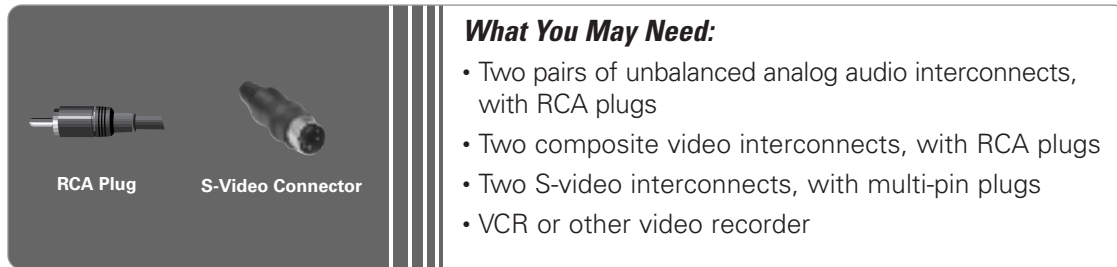 RCA Plug
S-Video Connector
What You May Need:
• Two pairs of unbalanced analog audio interconnects,
with RCA plugs
• Two composite video interconnects, with RCA plugs
• Two S-video interconnects, with multi-pin plugs
• VCR or other video recorder